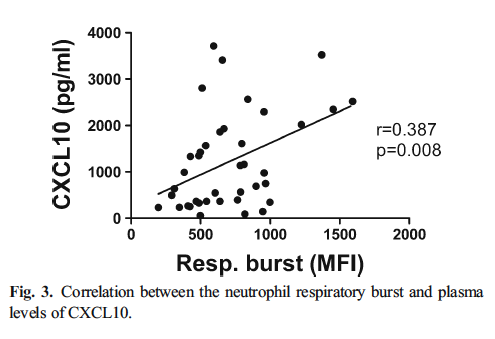 4000
3000
2000
1000
0
CXCL10 (pg/ml)
r=0.387
p=0.008
0 500 1000 1500 2000
Resp. burst (MFI)
Fig. 3. Correlation between the neutrophil respiratory burst and plasma
levels of CXCL10.